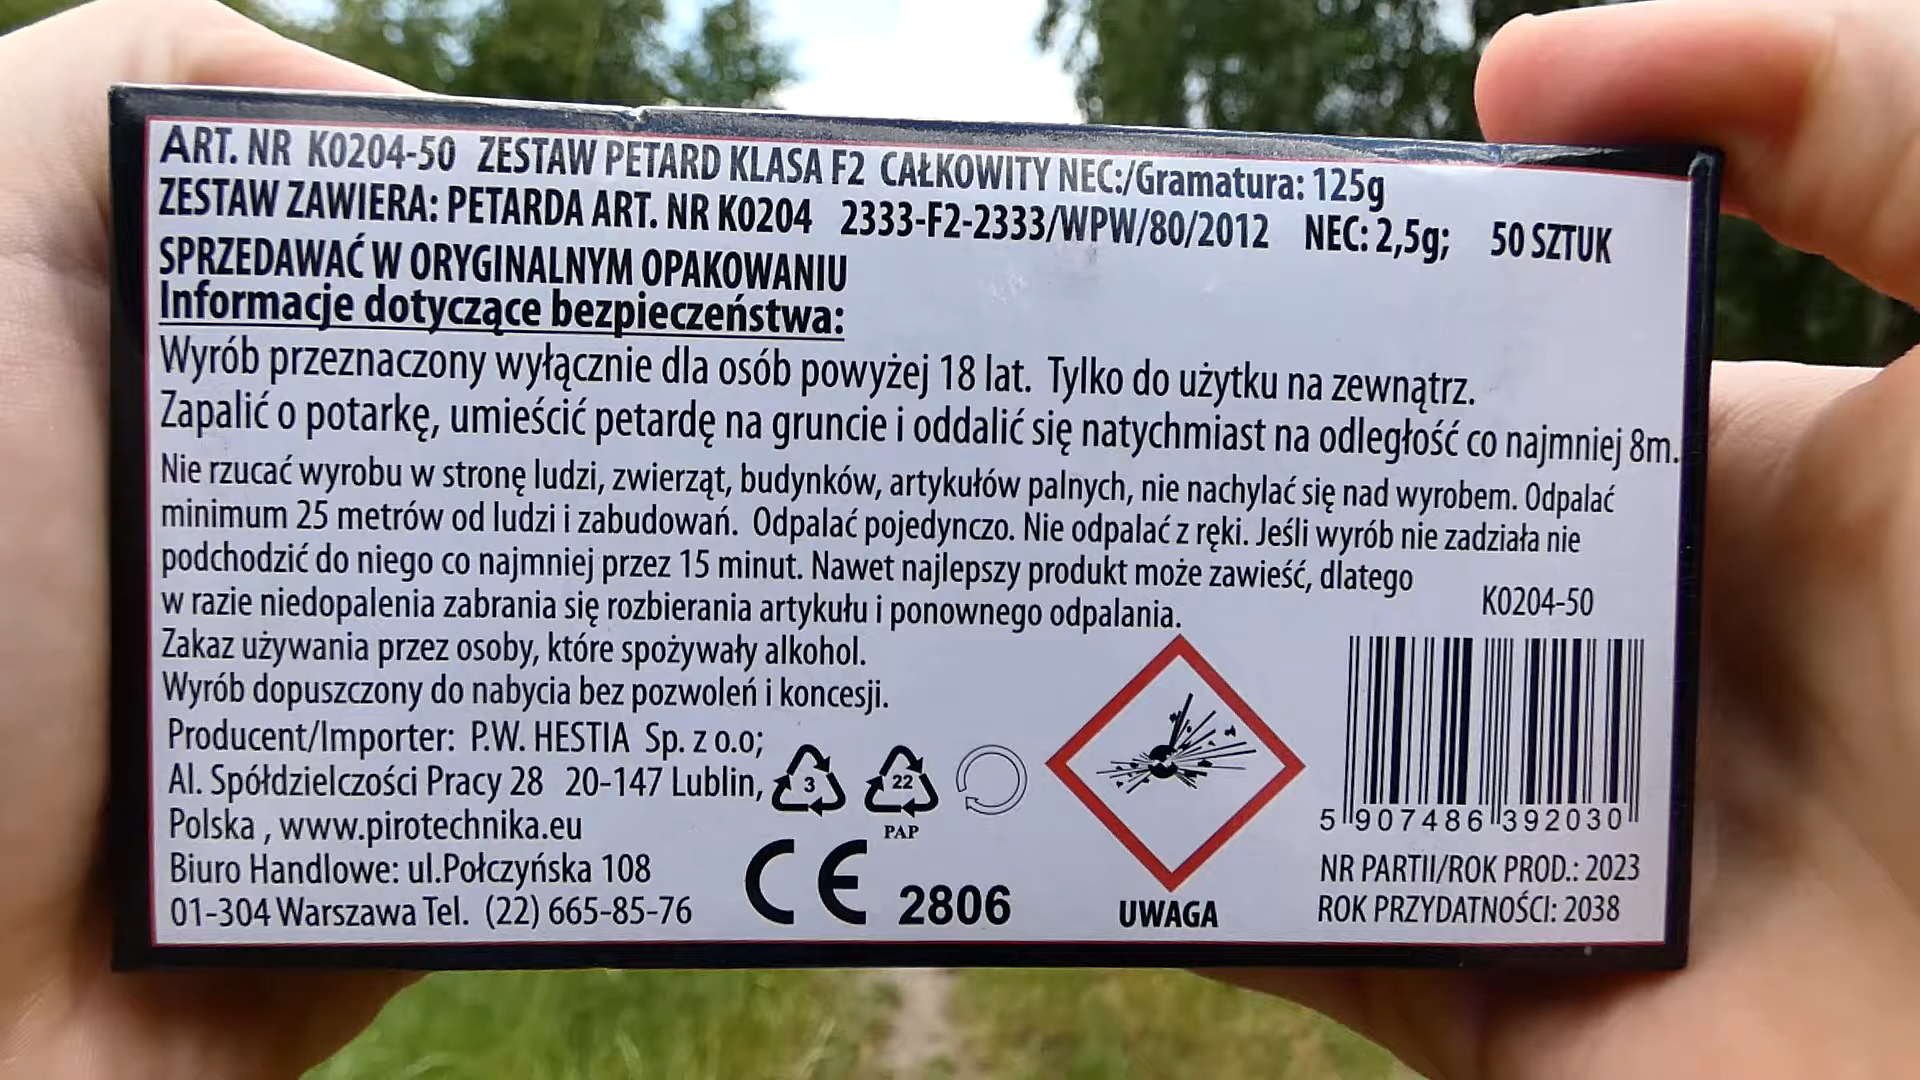 ART. NR K0204-50 ZESTAW PETARD KLASA F2 CAŁKOWITY NEC:/Gramatura: 125g
ZESTAW ZAWIERA: PETARDA ART. NR K0204 2333-F2-2333/WPW/80/2012 NEC: 2,5g; 50 SZTUK
SPRZEDAWAĆ W ORYGINALNYM OPAKOWANIU
Informacje dotyczące bezpieczeństwa:
Wyrób przeznaczony wyłącznie dla osób powyżej 18 lat. Tylko do użytku na zewnątrz.
Zapalić o potarkę, umieścić petardę na gruncie i oddalić się natychmiast na odległość co najmniej 8m.
Nie rzucać wyrobu w stronę ludzi, zwierząt, budynków, artykułów palnych, nie nachylać się nad wyrobem. Odpalać
minimum 25 metrów od ludzi i zabudowań. Odpalać pojedynczo. Nie odpalać z ręki. Jeśli wyrób nie zadziała nie
podchodzić do niego co najmniej przez 15 minut. Nawet najlepszy produkt może zawieść, dlatego
w razie niedopalenia zabrania się rozbierania artykułu i ponownego odpalania.
K0204-50
Zakaz używania przez osoby, które spożywały alkohol.
Wyrób dopuszczony do nabycia bez pozwoleń i koncesji.
Producent/Importer: P.W. HESTIA Sp. z o.o;
Al. Spółdzielczości Pracy 28 20-147 Lublin,
Polska , www.pirotechnika.eu
Biuro Handlowe: ul.Połczyńska 108
01-304 Warszawa Tel. (22) 665-85-76
3
22
PAP
CE 2806
UWAGA
5 907486 392030
NR PARTII/ROK PROD.: 2023
ROK PRZYDATNOŚCI: 2038